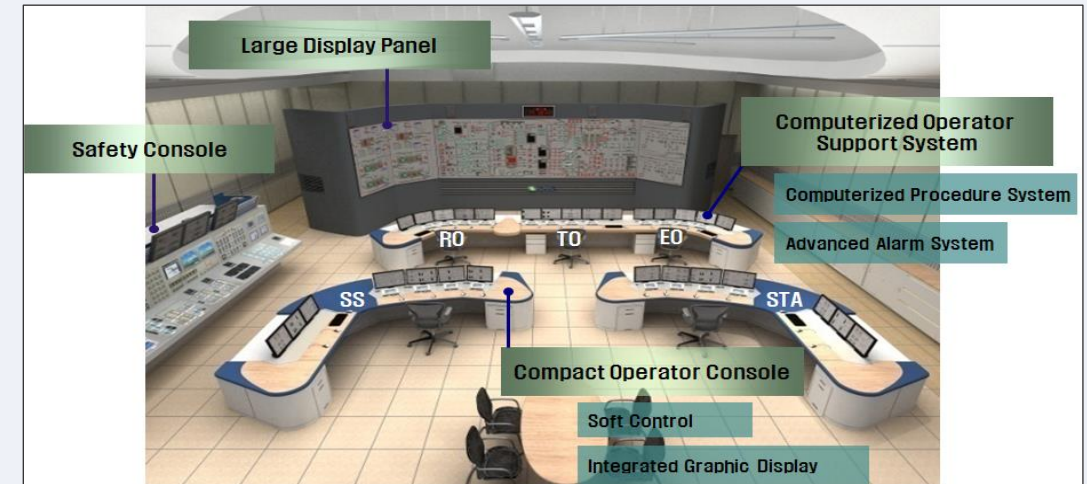 Large Display Panel
Safety Console
Computerized Operator
Support System
Computerized Procedure System
Advanced Alarm System
RO
TO
EO
SS
STA
Compact Operator Console
Soft Control
Integrated Graphic Display